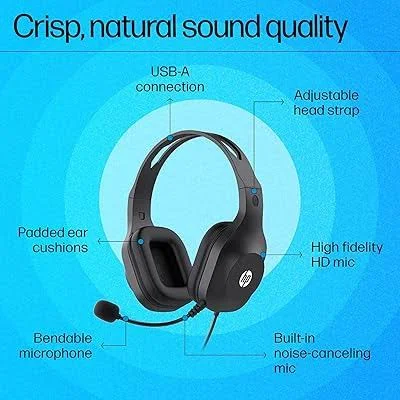 Crisp, natural sound quality
USB-A
connection
Adjustable
head strap
Padded ear
cushions
High fidelity
HD mic
hp
Bendable
microphone
Built-in
noise-canceling
mic